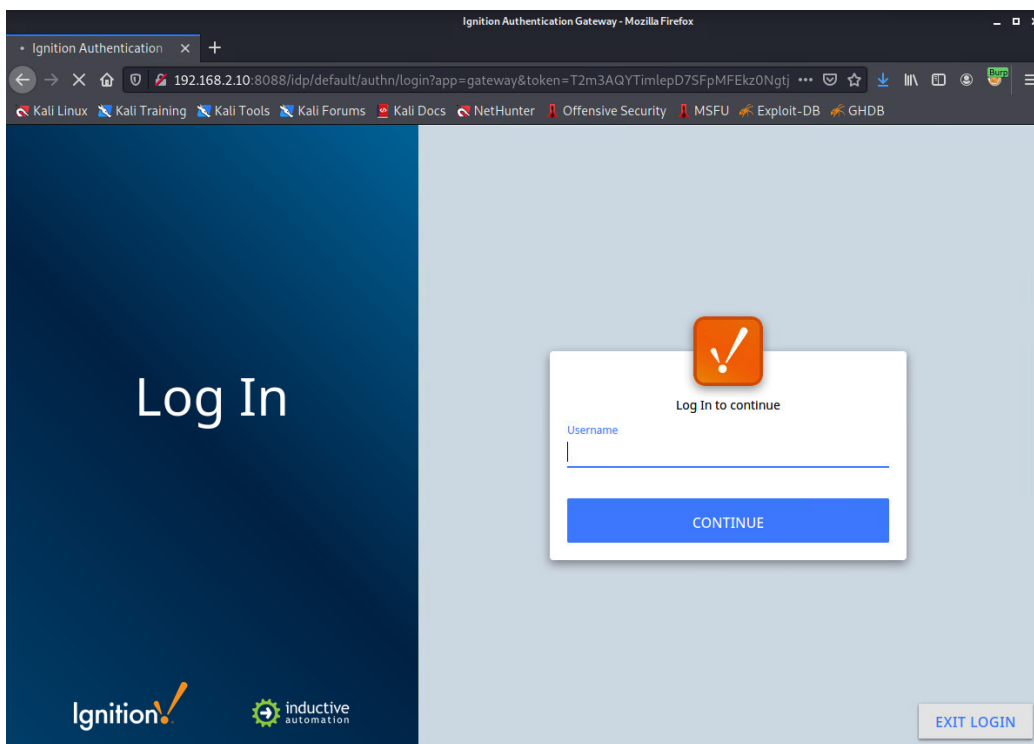 Ignition Authentication Gateway - Mozilla Firefox
Ignition Authentication
192.168.2.10:8088/idp/default/authn/login?app=gateway&token=T2m3AQYTimlepD7SFpMFEkz0Ngtj
Burp
Kali Linux Kali Training Kali Tools Kali Forums Kali Docs NetHunter Offensive Security MSFU Exploit-DB GHDB
Log In
Log In to continue
Username
CONTINUE
Ignition
inductive automation
EXIT LOGIN